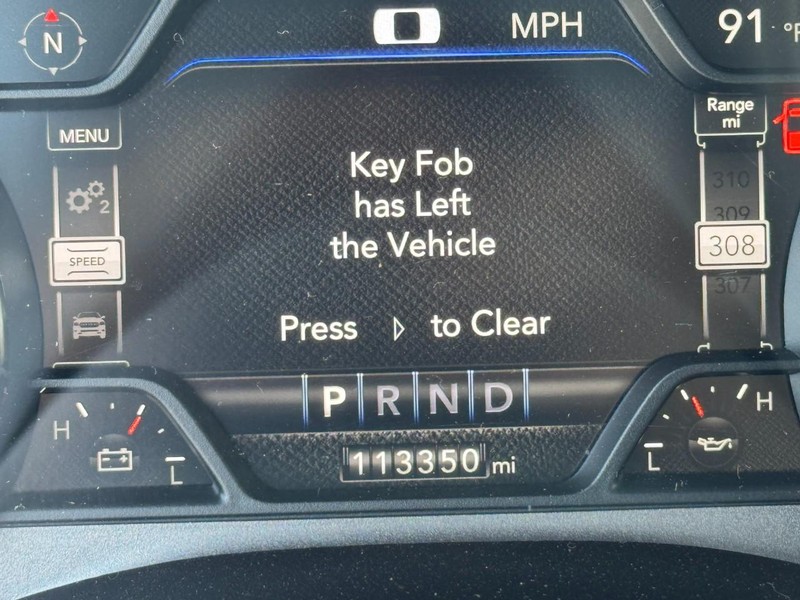 N
0 MPH
91 °F
MENU
Range
mi
2
SPEED
310
309
308
307
Key Fob
has Left
the Vehicle
Press ▷ to Clear
P R N D
113350 mi
H
L
H
L